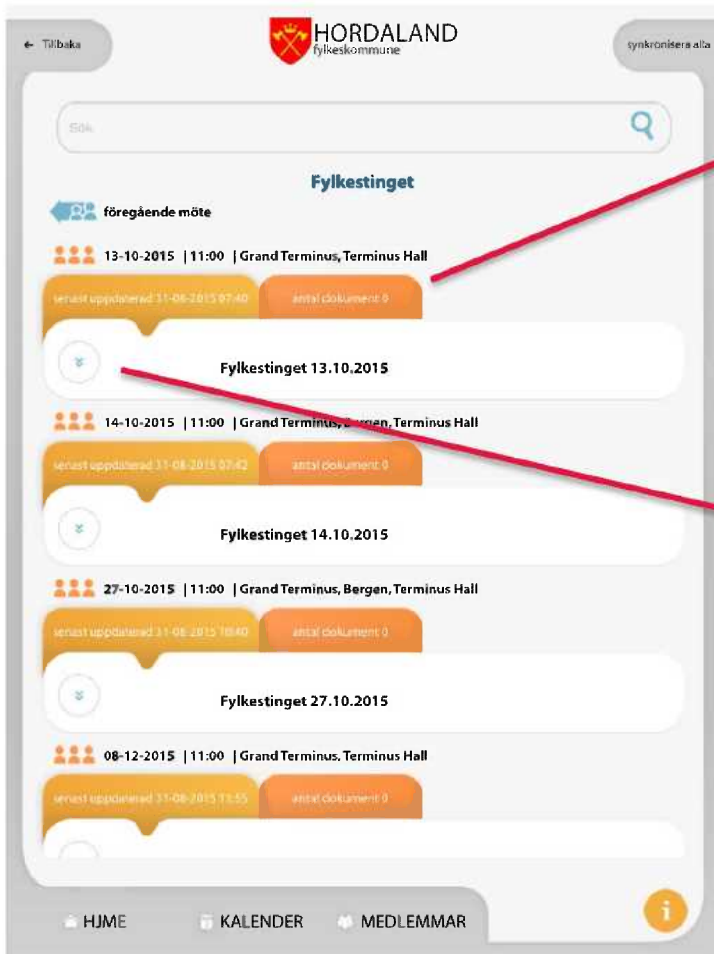 ← Tillbaka
HORDALAND
fylkeskommune
synkronisera alla
Sök
Fylkestinget
föregående möte
13-10-2015 | 11:00 | Grand Terminus, Terminus Hall
senast uppdaterad 31-08-2015 07:40
antal dokument 0
Fylkestinget 13.10.2015
14-10-2015 | 11:00 | Grand Terminus, Bergen, Terminus Hall
senast uppdaterad 31-08-2015 07:42
antal dokument 0
Fylkestinget 14.10.2015
27-10-2015 | 11:00 | Grand Terminus, Bergen, Terminus Hall
senast uppdaterad 31-08-2015 10:40
antal dokument 0
Fylkestinget 27.10.2015
08-12-2015 | 11:00 | Grand Terminus, Terminus Hall
senast uppdaterad 31-08-2015 11:55
antal dokument 0
HJME KALENDER MEDLEMMAR
i